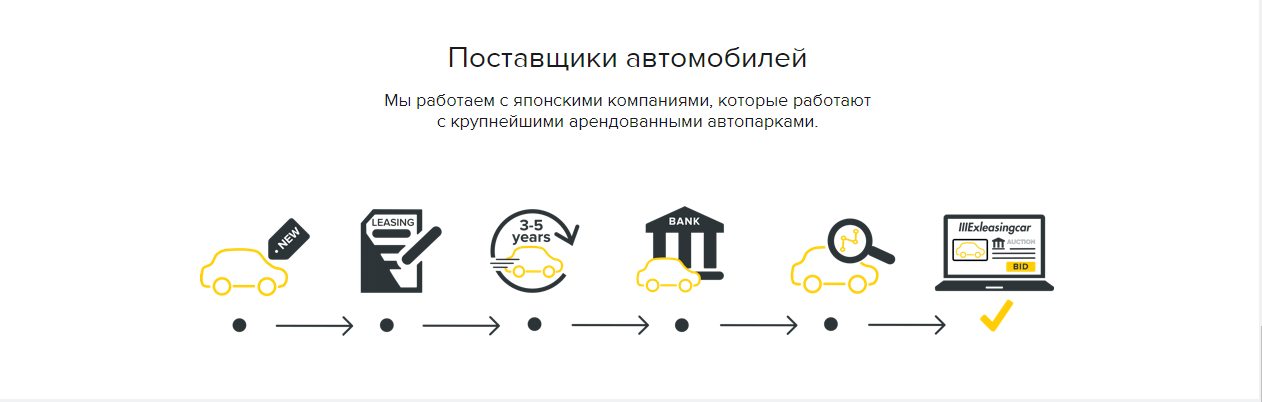 Поставщики автомобилей
Мы работаем с японскими компаниями, которые работают
с крупнейшими арендованными автопарками.
NEW
LEASING
3-5
years
BANK
IIIExleasingcar
AUCTION
BID